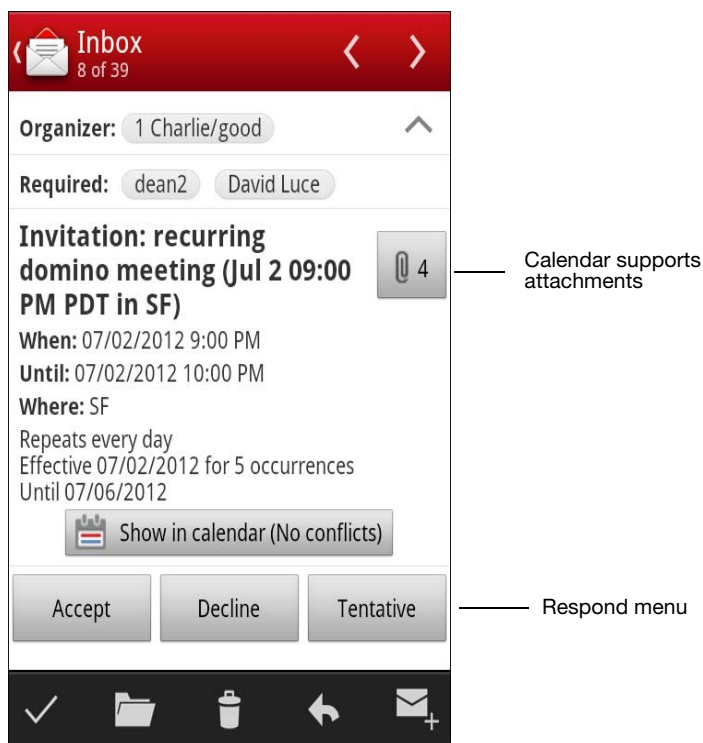 Inbox
8 of 39
Organizer: 1 Charlie/good
Required: dean2 David Luce
Invitation: recurring
domino meeting (Jul 2 09:00
PM PDT in SF)
4
Calendar supports
attachments
When: 07/02/2012 9:00 PM
Until: 07/02/2012 10:00 PM
Where: SF
Repeats every day
Effective 07/02/2012 for 5 occurrences
Until 07/06/2012
Show in calendar (No conflicts)
Accept Decline Tentative
Respond menu